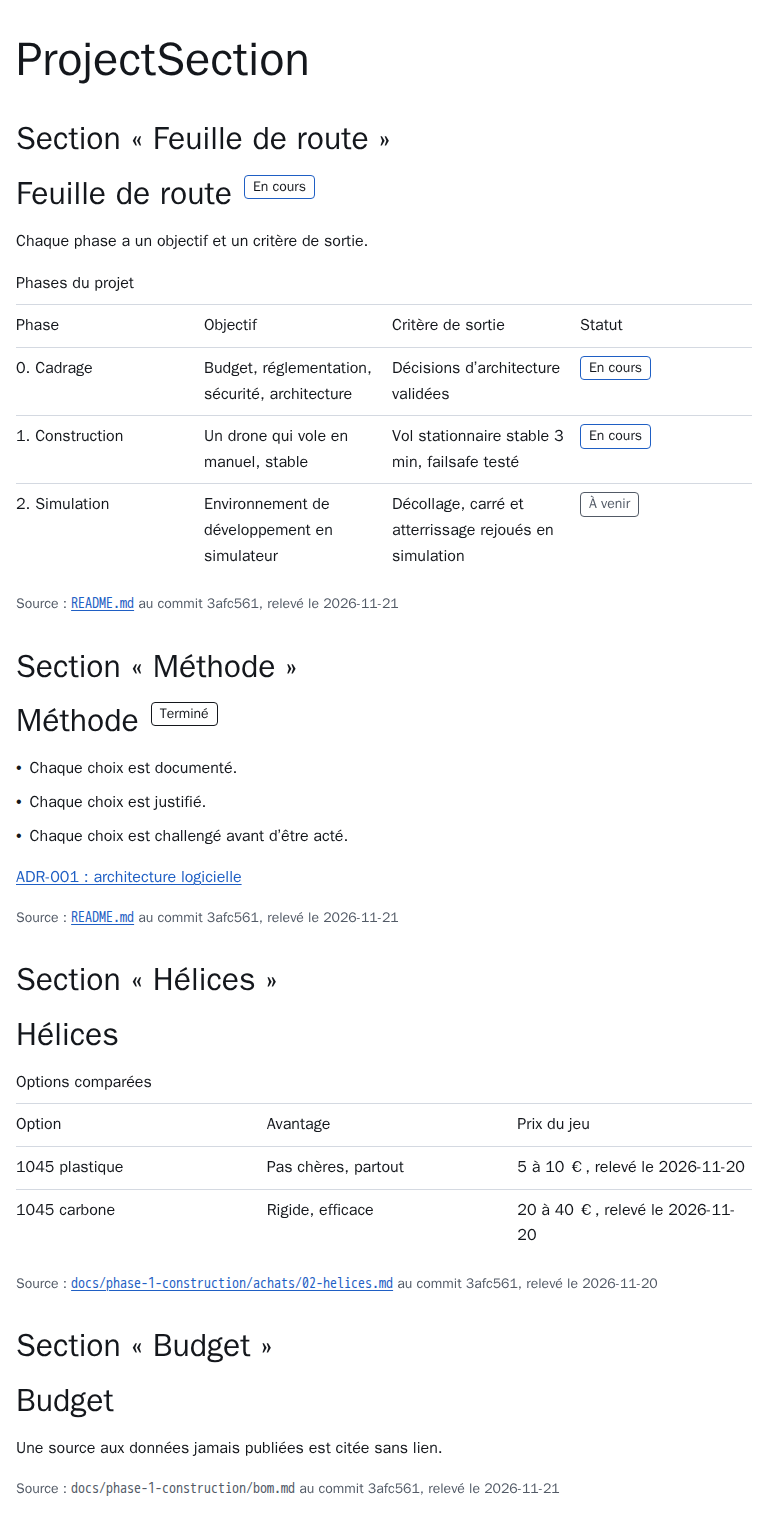 ProjectSection
Section « Feuille de route »
Feuille de route En cours
Chaque phase a un objectif et un critère de sortie.
Phases du projet
Phase Objectif Critère de sortie Statut
0. Cadrage Budget, réglementation, Décisions d'architecture En cours
sécurité, architecture validées
1. Construction Un drone qui vole en Vol stationnaire stable 3 En cours
manuel, stable min, failsafe testé
2. Simulation Environnement de Décollage, carré et À venir
développement en atterrissage rejoués en
simulateur simulation
Source : README.md au commit 3afc561, relevé le 2026-11-21
Section « Méthode »
Méthode Terminé
• Chaque choix est documenté.
• Chaque choix est justifié.
• Chaque choix est challengé avant d'être acté.
ADR-001 : architecture logicielle
Source : README.md au commit 3afc561, relevé le 2026-11-21
Section « Hélices »
Hélices
Options comparées
Option Avantage Prix du jeu
1045 plastique Pas chères, partout 5 à 10 €, relevé le 2026-11-20
1045 carbone Rigide, efficace 20 à 40 €, relevé le 2026-11-
20
Source : docs/phase-1-construction/achats/02-helices.md au commit 3afc561, relevé le 2026-11-20
Section « Budget »
Budget
Une source aux données jamais publiées est citée sans lien.
Source : docs/phase-1-construction/bom.md au commit 3afc561, relevé le 2026-11-21